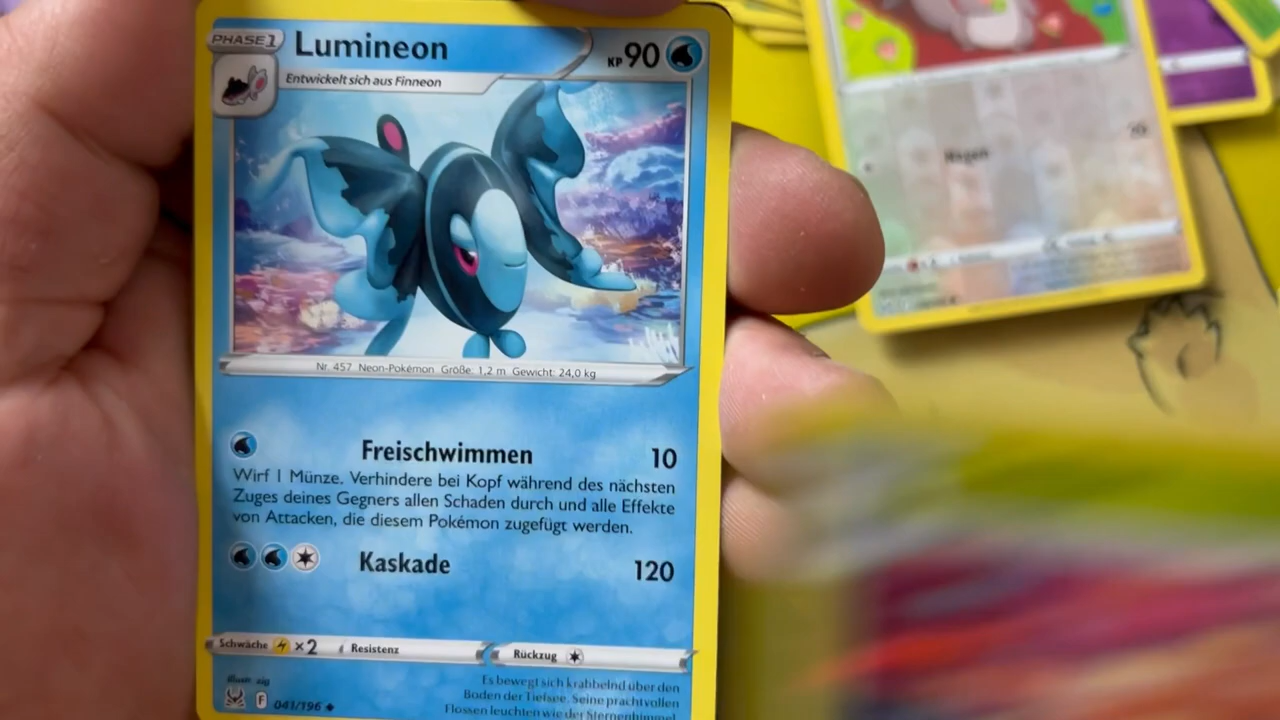 PHASE 1
Lumineon
KP 90
Entwickelt sich aus Finneon
Nr. 457 Neon-Pokémon Größe: 1,2 m Gewicht: 24,0 kg
Freischwimmen 10
Wirf 1 Münze. Verhindere bei Kopf während des nächsten
Zuges deines Gegners allen Schaden durch und alle Effekte
von Attacken, die diesem Pokémon zugefügt werden.
Kaskade 120
Schwäche ×2 Resistenz Rückzug
Illus. zig
F 041/196
Es bewegt sich krabbelnd über den
Boden der Tiefsee. Seine prachtvollen
Flossen leuchten wie der Sternenhimmel.
20